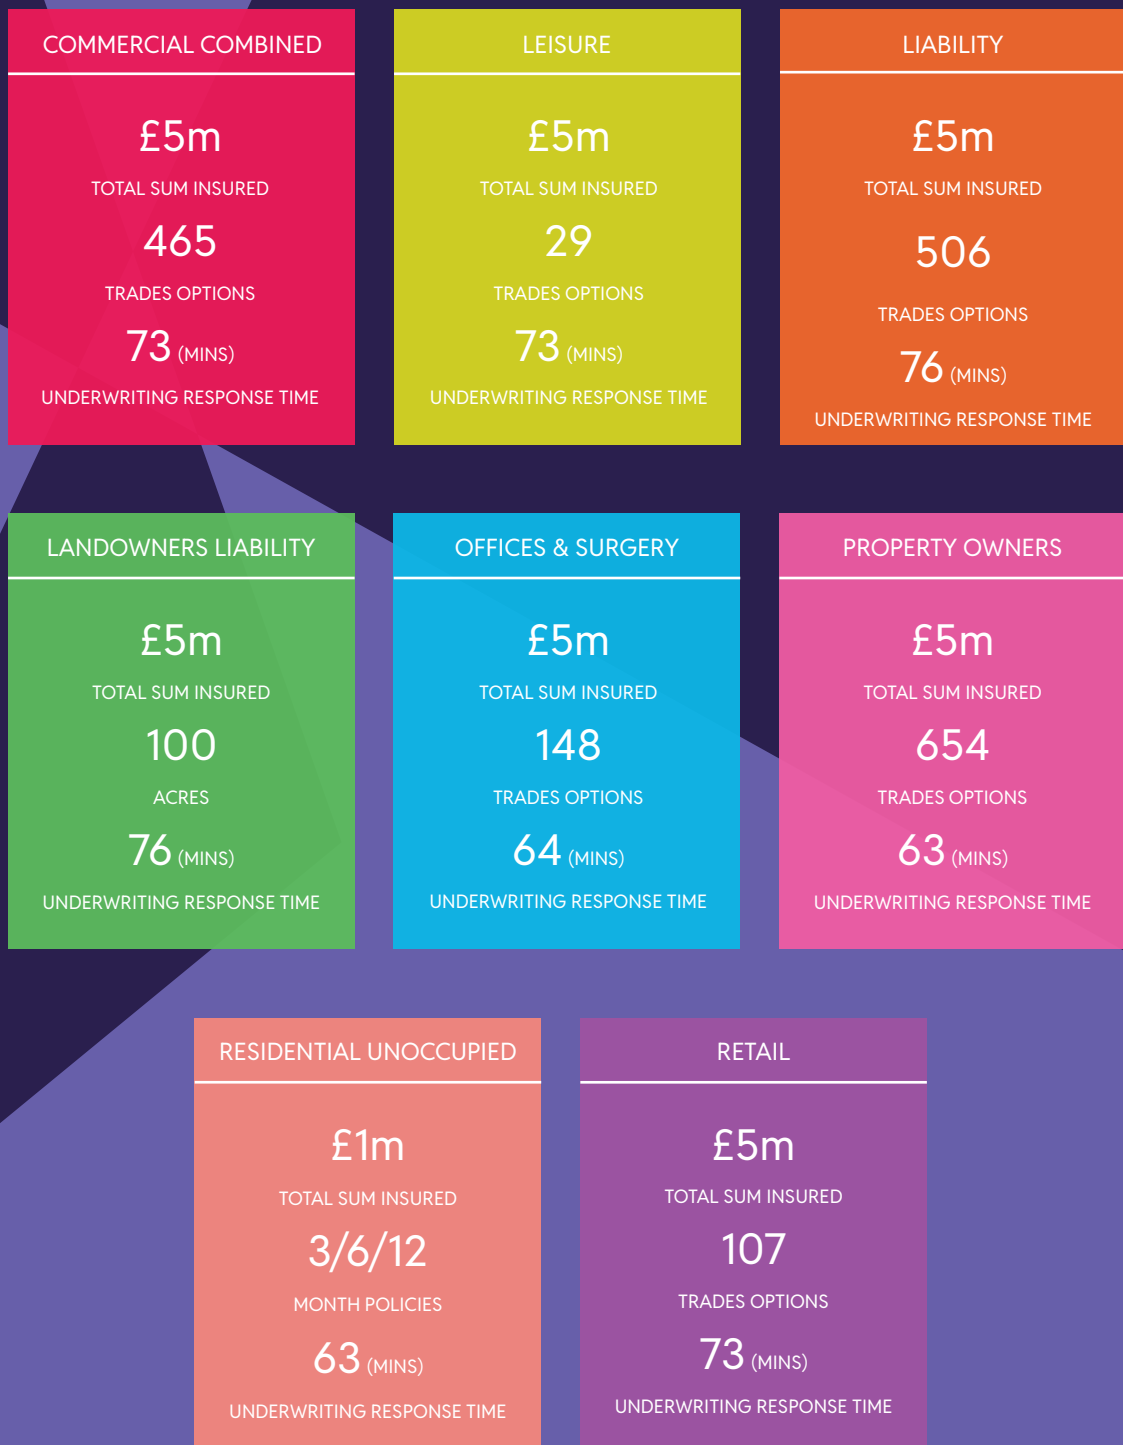 COMMERCIAL COMBINED
£5m
TOTAL SUM INSURED
465
TRADES OPTIONS
73 (MINS)
UNDERWRITING RESPONSE TIME
LEISURE
£5m
TOTAL SUM INSURED
29
TRADES OPTIONS
73 (MINS)
UNDERWRITING RESPONSE TIME
LIABILITY
£5m
TOTAL SUM INSURED
506
TRADES OPTIONS
76 (MINS)
UNDERWRITING RESPONSE TIME
LANDOWNERS LIABILITY
£5m
TOTAL SUM INSURED
100
ACRES
76 (MINS)
UNDERWRITING RESPONSE TIME
OFFICES & SURGERY
£5m
TOTAL SUM INSURED
148
TRADES OPTIONS
64 (MINS)
UNDERWRITING RESPONSE TIME
PROPERTY OWNERS
£5m
TOTAL SUM INSURED
654
TRADES OPTIONS
63 (MINS)
UNDERWRITING RESPONSE TIME
RESIDENTIAL UNOCCUPIED
£1m
TOTAL SUM INSURED
3/6/12
MONTH POLICIES
63 (MINS)
UNDERWRITING RESPONSE TIME
RETAIL
£5m
TOTAL SUM INSURED
107
TRADES OPTIONS
73 (MINS)
UNDERWRITING RESPONSE TIME